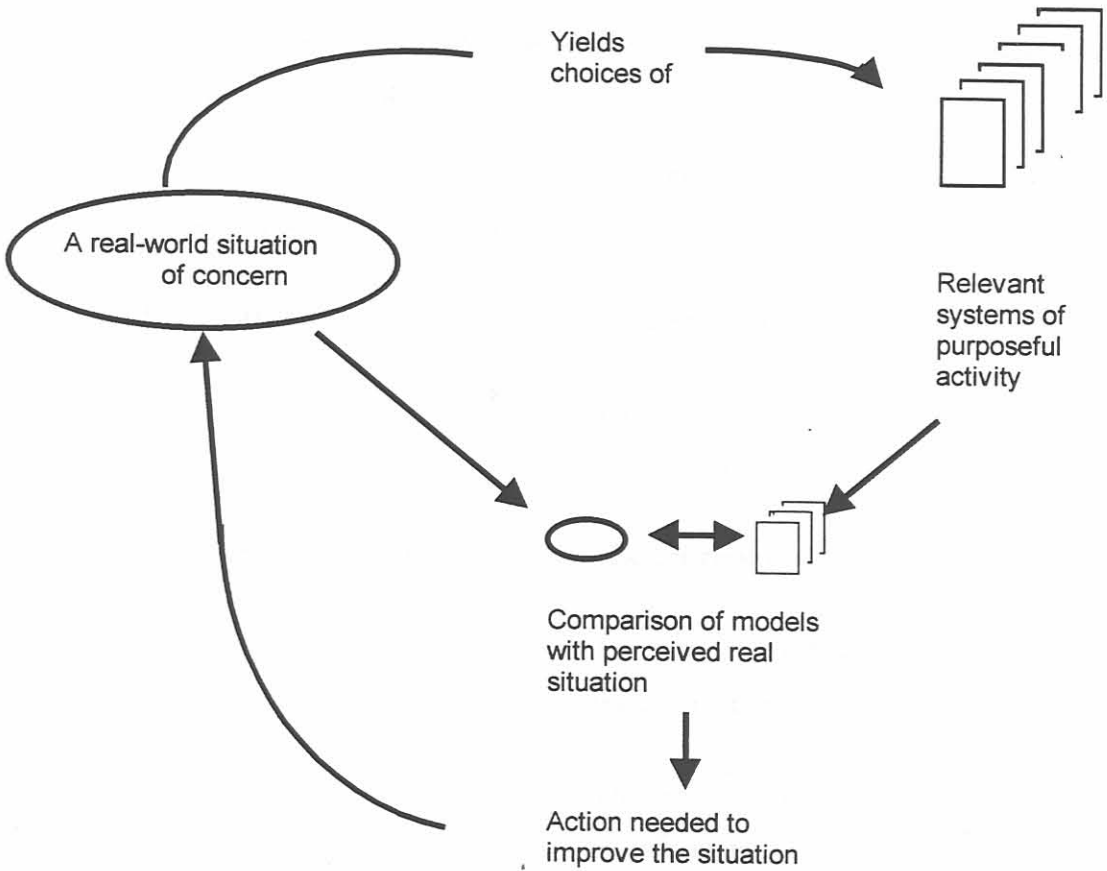 Yields
choices of
A real-world situation
of concern
Relevant
systems of
purposeful
activity
Comparison of models
with perceived real
situation
Action needed to
improve the situation